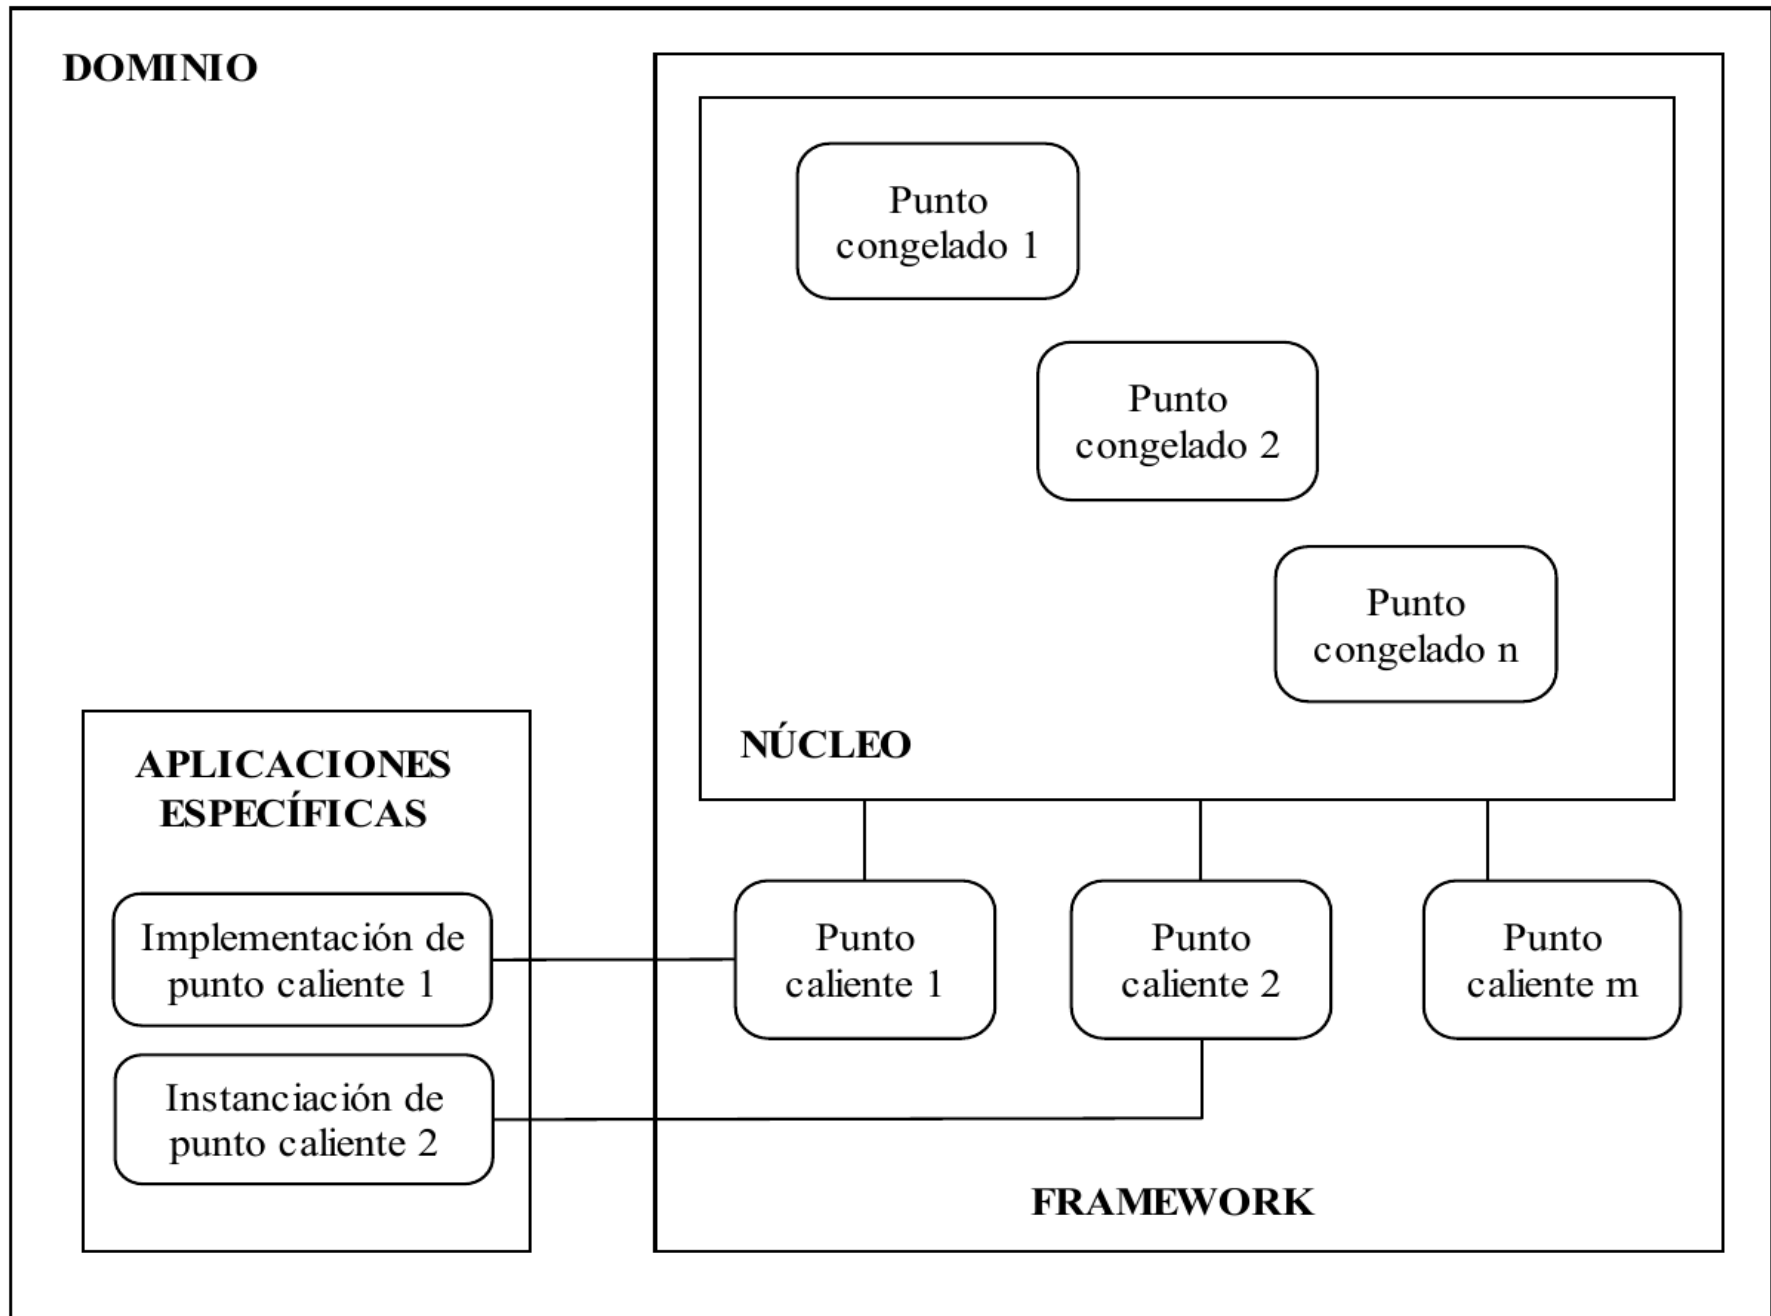 DOMINIO
Punto
congelado 1
Punto
congelado 2
Punto
congelado n
NÚCLEO
APLICACIONES
ESPECÍFICAS
Implementación de
punto caliente 1
Punto
caliente 1
Punto
caliente 2
Punto
caliente m
Instanciación de
punto caliente 2
FRAMEWORK